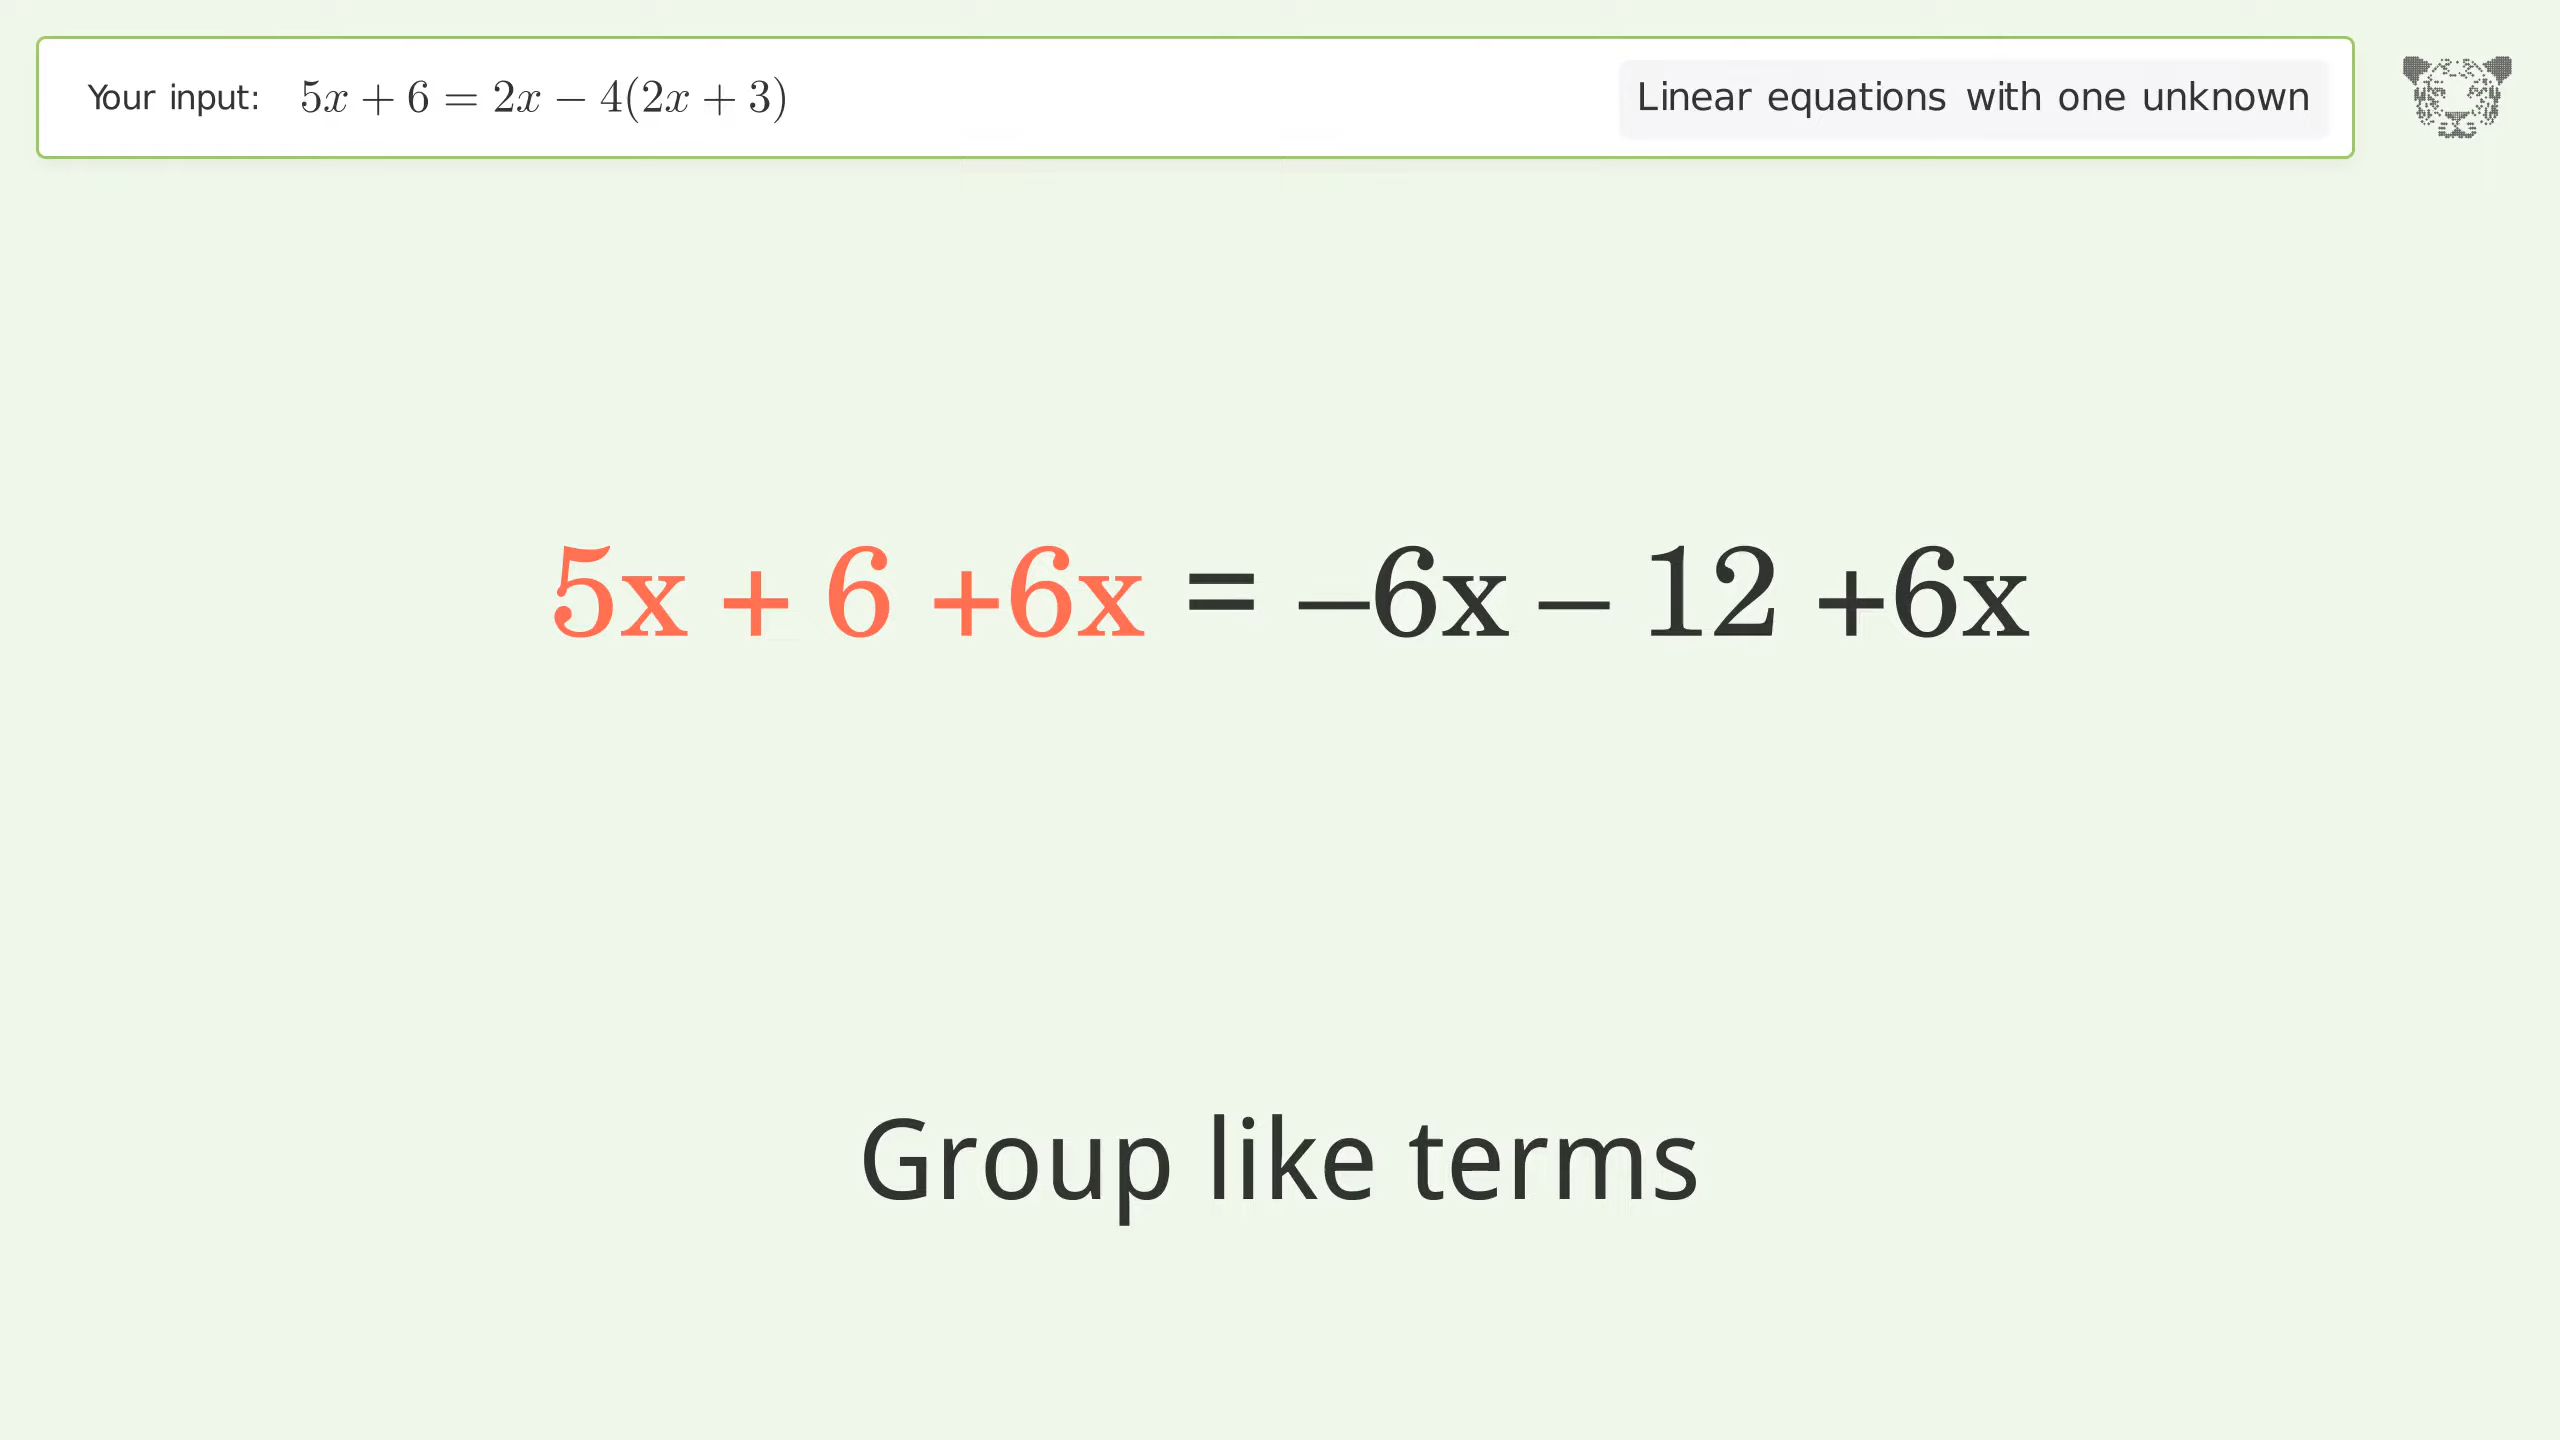 Your input: 5x + 6 = 2x − 4(2x + 3)
Linear equations with one unknown
5x + 6 +6x = –6x – 12 +6x
Group like terms